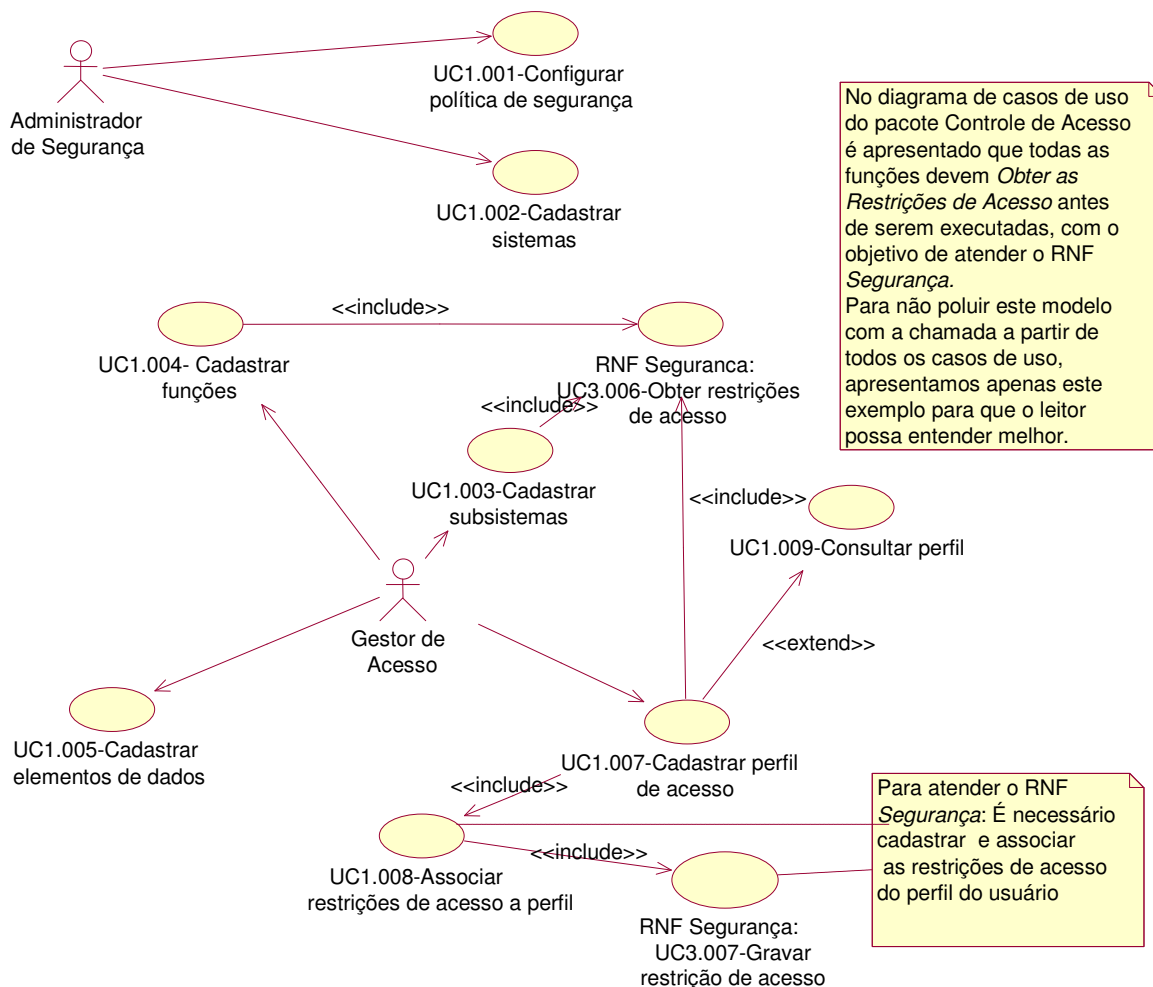 UC1.001-Configurar
política de segurança
Administrador
de Segurança
UC1.002-Cadastrar
sistemas
No diagrama de casos de uso
do pacote Controle de Acesso
é apresentado que todas as
funções devem Obter as
Restrições de Acesso antes
de serem executadas, com o
objetivo de atender o RNF
Segurança.
Para não poluir este modelo
com a chamada a partir de
todos os casos de uso,
apresentamos apenas este
exemplo para que o leitor
possa entender melhor.
<<include>>
UC1.004- Cadastrar
funções
RNF Seguranca:
UC3.006-Obter restrições
de acesso
<<include>>
UC1.003-Cadastrar
subsistemas
<<include>>
UC1.009-Consultar perfil
Gestor de
Acesso
<<extend>>
UC1.005-Cadastrar
elementos de dados
UC1.007-Cadastrar perfil
de acesso
<<include>>
UC1.008-Associar
restrições de acesso a perfil
<<include>>
RNF Segurança:
UC3.007-Gravar
restrição de acesso
Para atender o RNF
Segurança: É necessário
cadastrar e associar
as restrições de acesso
do perfil do usuário